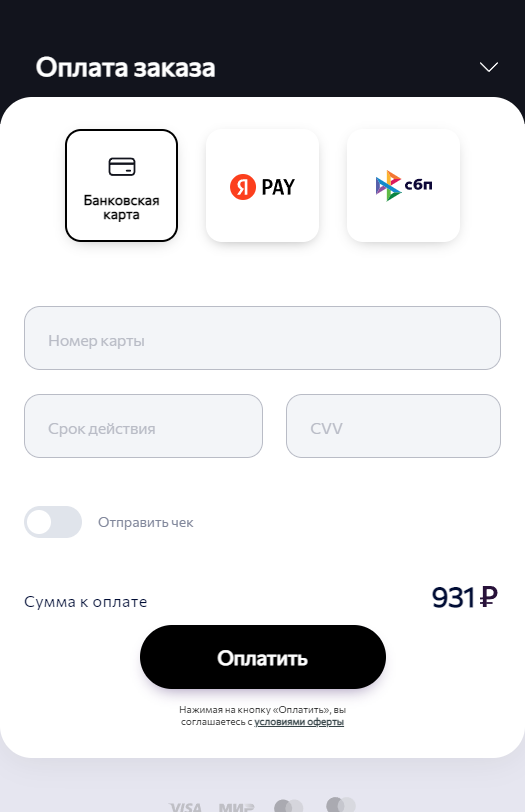 Оплата заказа
Банковская
карта
Я PAY
сбп
Номер карты
Срок действия
CVV
Отправить чек
Сумма к оплате
931 ₽
Оплатить
Нажимая на кнопку «Оплатить», вы
соглашаетесь с условиями оферты
VISA МИР